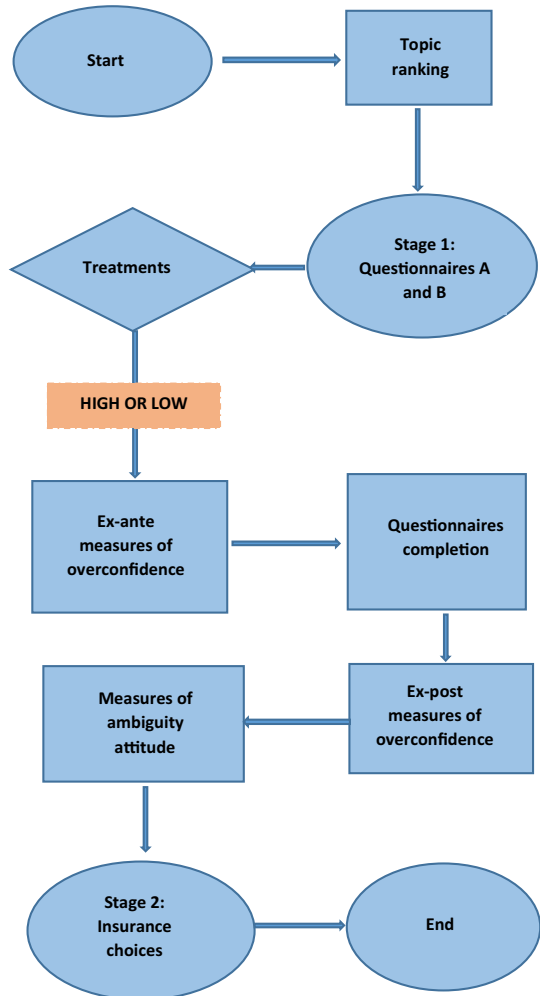 Start
Topic
ranking
Stage 1:
Questionnaires A
and B
Treatments
HIGH OR LOW
Ex-ante
measures of
overconfidence
Questionnaires
completion
Ex-post
measures of
overconfidence
Measures of
ambiguity
attitude
Stage 2:
Insurance
choices
End